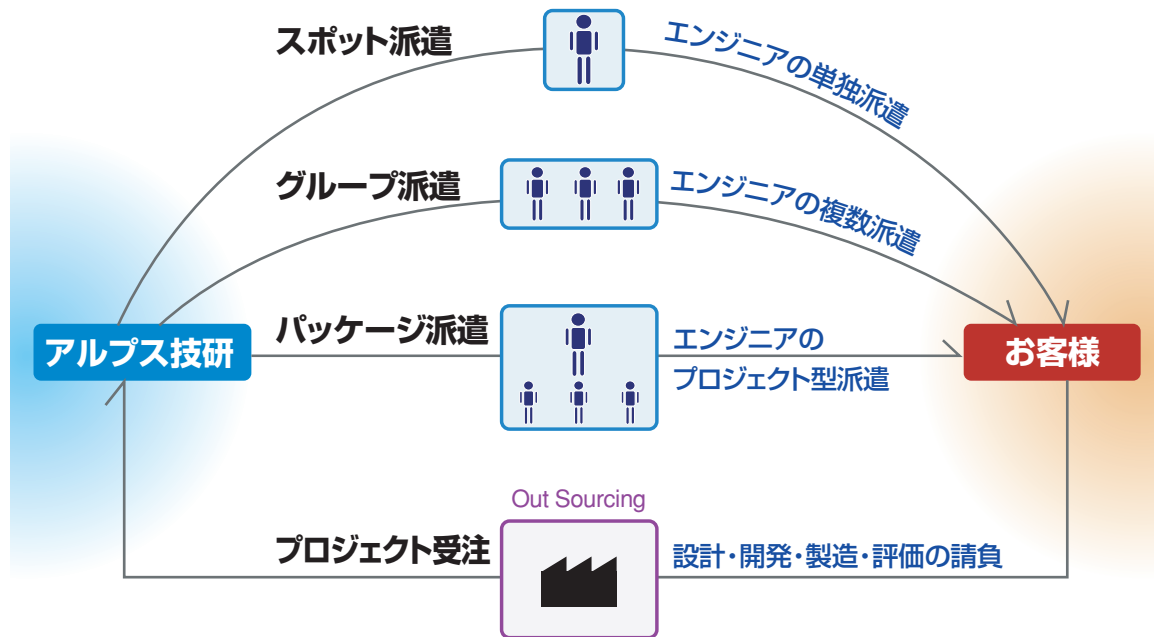 スポット派遣
エンジニアの単独派遣
グループ派遣
エンジニアの複数派遣
アルプス技研
パッケージ派遣
エンジニアの
プロジェクト型派遣
お客様
Out Sourcing
プロジェクト受注
設計・開発・製造・評価の請負